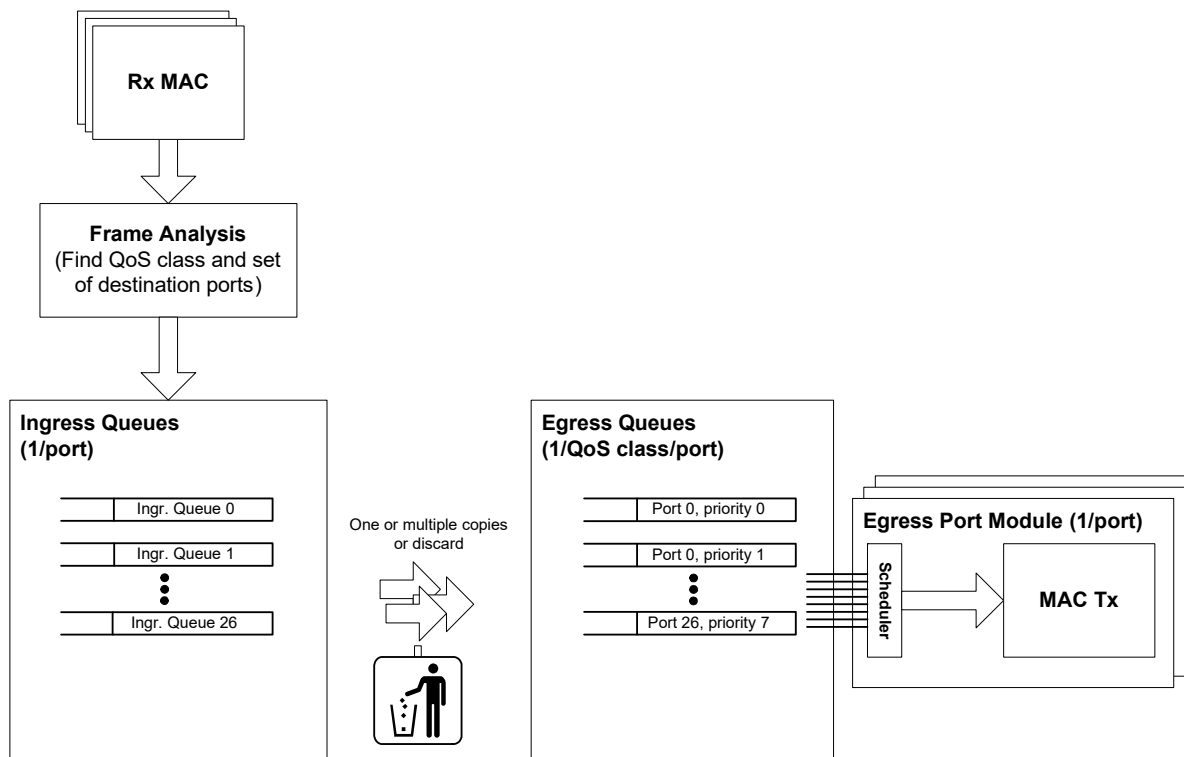 Rx MAC
Frame Analysis
(Find QoS class and set
of destination ports)
Ingress Queues
(1/port)
Ingr. Queue 0
Ingr. Queue 1
Ingr. Queue 26
One or multiple copies
or discard
Egress Queues
(1/QoS class/port)
Port 0, priority 0
Port 0, priority 1
Port 26, priority 7
Egress Port Module (1/port)
Scheduler
MAC Tx